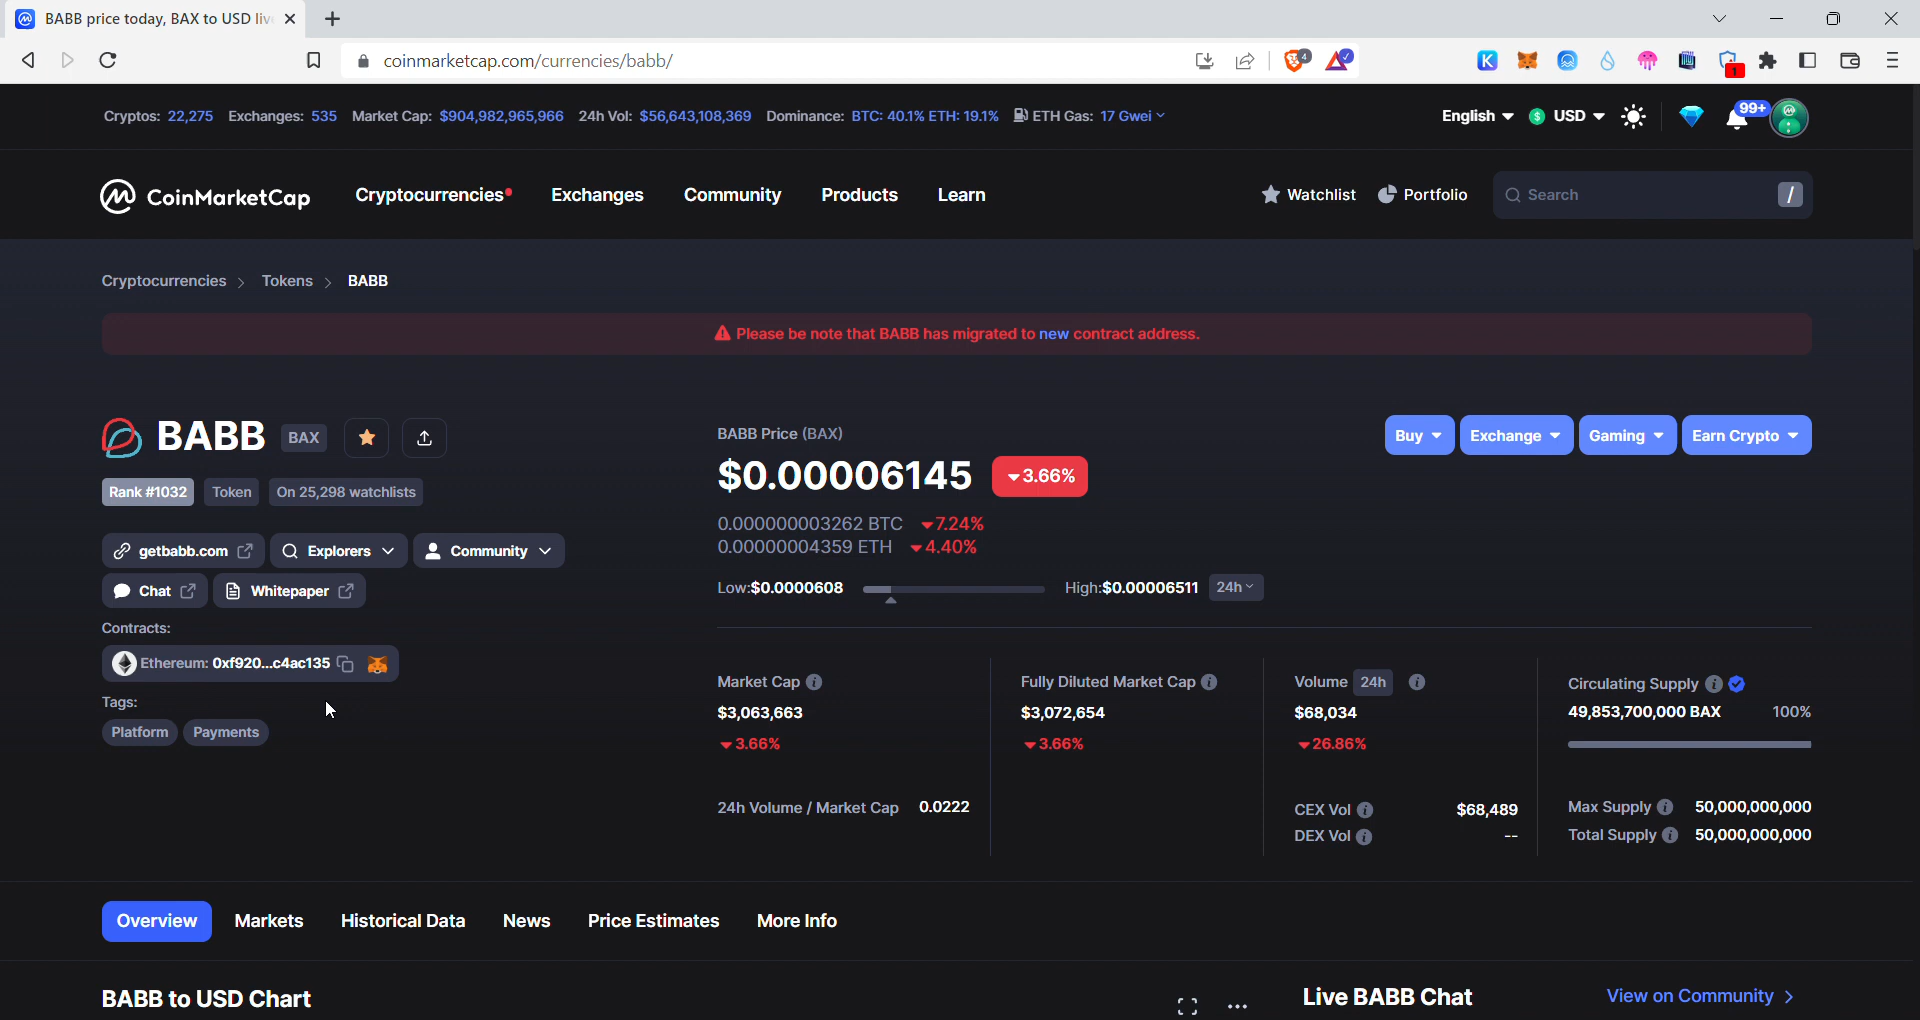 BABB price today, BAX to USD liv
coinmarketcap.com/currencies/babb/
4
1
Cryptos: 22,275 Exchanges: 535 Market Cap: $904,982,965,966 24h Vol: $56,643,108,369 Dominance: BTC: 40.1% ETH: 19.1% ETH Gas: 17 Gwei
English $ USD 99+
CoinMarketCap Cryptocurrencies Exchanges Community Products Learn
Watchlist Portfolio Search /
Cryptocurrencies > Tokens > BABB
Please be note that BABB has migrated to new contract address.
BABB BAX
Rank #1032 Token On 25,298 watchlists
getbabb.com Explorers Community
Chat Whitepaper
Contracts:
Ethereum: 0xf920...c4ac135
Tags:
Platform Payments
BABB Price (BAX)
$0.00006145 3.66%
0.000000003262 BTC 7.24%
0.00000004359 ETH 4.40%
Low:$0.0000608 High:$0.00006511 24h
Buy Exchange Gaming Earn Crypto
Market Cap
$3,063,663
3.66%
24h Volume / Market Cap 0.0222
Fully Diluted Market Cap
$3,072,654
3.66%
Volume 24h
$68,034
26.86%
CEX Vol $68,489
DEX Vol --
Circulating Supply
49,853,700,000 BAX 100%
Max Supply 50,000,000,000
Total Supply 50,000,000,000
Overview Markets Historical Data News Price Estimates More Info
BABB to USD Chart
Live BABB Chat View on Community >